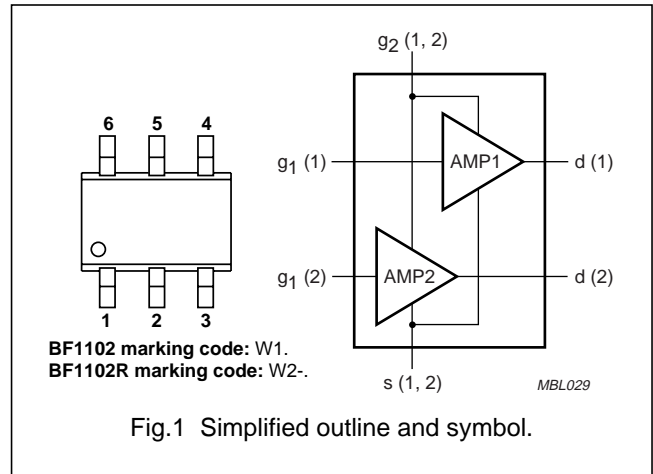 g2 (1, 2)
6 5 4
g1 (1) AMP1 d (1)
g1 (2) AMP2 d (2)
1 2 3
BF1102 marking code: W1.
BF1102R marking code: W2-.
s (1, 2)
MBL029
Fig.1 Simplified outline and symbol.